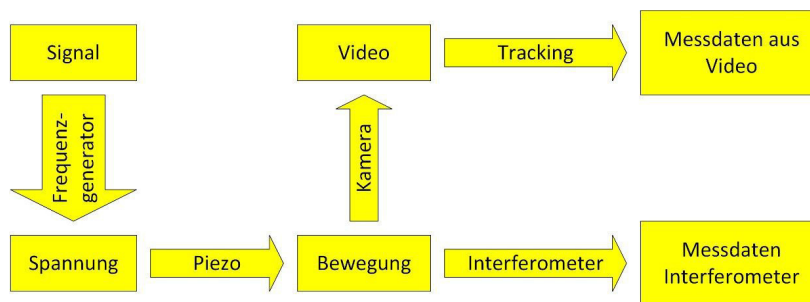 Signal
Video
Tracking
Messdaten aus
Video
Frequenz-
generator
Kamera
Spannung
Piezo
Bewegung
Interferometer
Messdaten
Interferometer